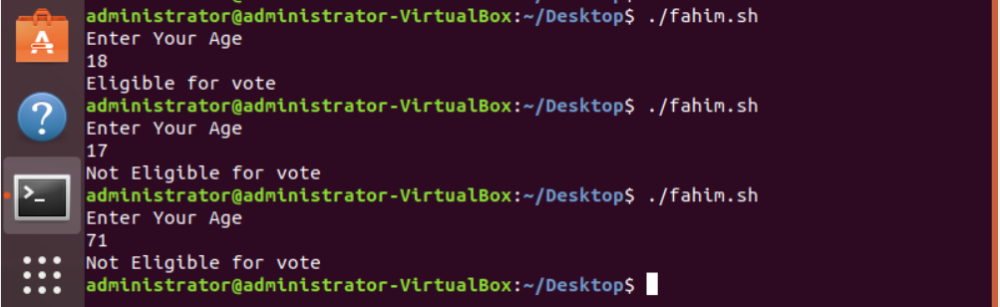 administrator@administrator-VirtualBox:~/Desktop$ ./fahim.sh
Enter Your Age
18
Eligible for vote
administrator@administrator-VirtualBox:~/Desktop$ ./fahim.sh
Enter Your Age
17
Not Eligible for vote
administrator@administrator-VirtualBox:~/Desktop$ ./fahim.sh
Enter Your Age
71
Not Eligible for vote
administrator@administrator-VirtualBox:~/Desktop$